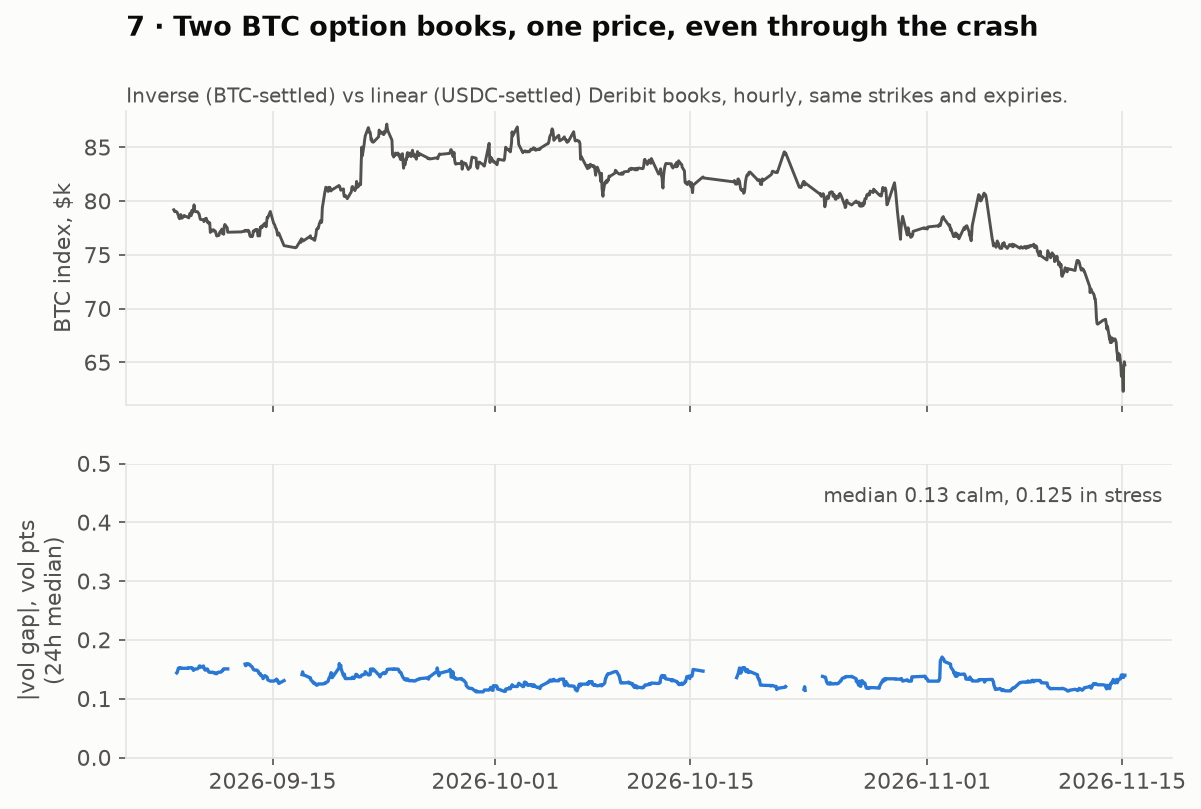 7 · Two BTC option books, one price, even through the crash
Inverse (BTC-settled) vs linear (USDC-settled) Deribit books, hourly, same strikes and expiries.
BTC index, $k
85
80
75
70
65
|vol gap|, vol pts
(24h median)
0.5
0.4
0.3
0.2
0.1
0.0
median 0.13 calm, 0.125 in stress
2026-09-15
2026-10-01
2026-10-15
2026-11-01
2026-11-15